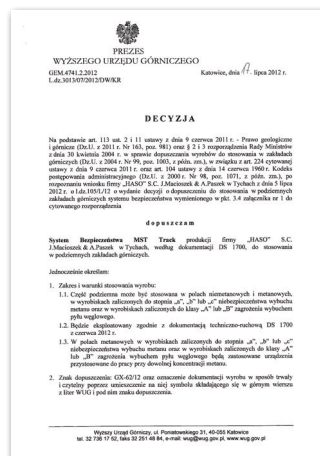 PREZES
WYŻSZEGO URZĘDU GÓRNICZEGO
GEM.4741.2.2012 Katowice, dnia 17. lipca 2012 r.
L.dz.3013/07/2012/DW/KR
DECYZJA
Na podstawie art. 113 ust. 2 i 11 ustawy z dnia 9 czerwca 2011 r. - Prawo geologiczne
i górnicze (Dz.U. z 2011 r. Nr 163, poz. 981) oraz § 2 i 3 rozporządzenia Rady Ministrów
z dnia 30 kwietnia 2004 r. w sprawie dopuszczania wyrobów do stosowania w zakładach
górniczych (Dz.U. z 2004 r. Nr 99, poz. 1003, z późn. zm.), w związku z art. 224 cytowanej
ustawy z dnia 9 czerwca 2011 r. oraz art. 104 ustawy z dnia 14 czerwca 1960 r. Kodeks
postępowania administracyjnego (Dz.U. z 2000 r. Nr 98, poz. 1071, z późn. zm.), po
rozpoznaniu wniosku firmy „HASO" S.C. J.Macioszek & A.Paszek w Tychach z dnia 5 lipca
2012 r. o l.dz.105/L/12 o wydanie decyzji dopuszczenia do stosowania w podziemnych
zakładach górniczych systemu bezpieczeństwa wymienionego w pkt. 3.4 załącznika nr 1 do
cytowanego rozporządzenia
dopuszczam
System Bezpieczeństwa MST Track produkcji firmy „HASO" S.C.
J.Macioszek & A.Paszek w Tychach, według dokumentacji DS 1700, do stosowania
w podziemnych zakładach górniczych.
Jednocześnie określam:
1. Zakres i warunki stosowania wyrobu:
1.1. Część podziemna może być stosowana w polach niemetanowych i metanowych,
w wyrobiskach zaliczonych do stopnia „a", „b" lub „c" niebezpieczeństwa wybuchu
metanu oraz w wyrobiskach zaliczonych do klasy „A" lub „B" zagrożenia wybuchem
pyłu węglowego.
1.2. Będzie eksploatowany zgodnie z dokumentacją techniczno-ruchową DS 1700
z czerwca 2012 r.
1.3. W polach metanowych w wyrobiskach zaliczonych do stopnia „a", „b" lub „c"
niebezpieczeństwa wybuchu metanu oraz w wyrobiskach zaliczonych do klasy „A"
lub „B" zagrożenia wybuchem pyłu węglowego będą zastosowane urządzenia
przystosowane do pracy przy dowolnej koncentracji metanu.
2. Znak dopuszczenia: GX-62/12 oraz oznaczenie dokumentacji wyrobu w sposób trwały
i czytelny poprzez umieszczenie na niej symbolu składającego się w górnym wierszu
z liter WUG i pod nim znaku dopuszczenia.
Wyższy Urząd Górniczy, ul. Poniatowskiego 31, 40-055 Katowice
tel. 32 736 17 52, faks 32 251 48 84, e-mail: wug@wug.gov.pl, www.wug.gov.pl